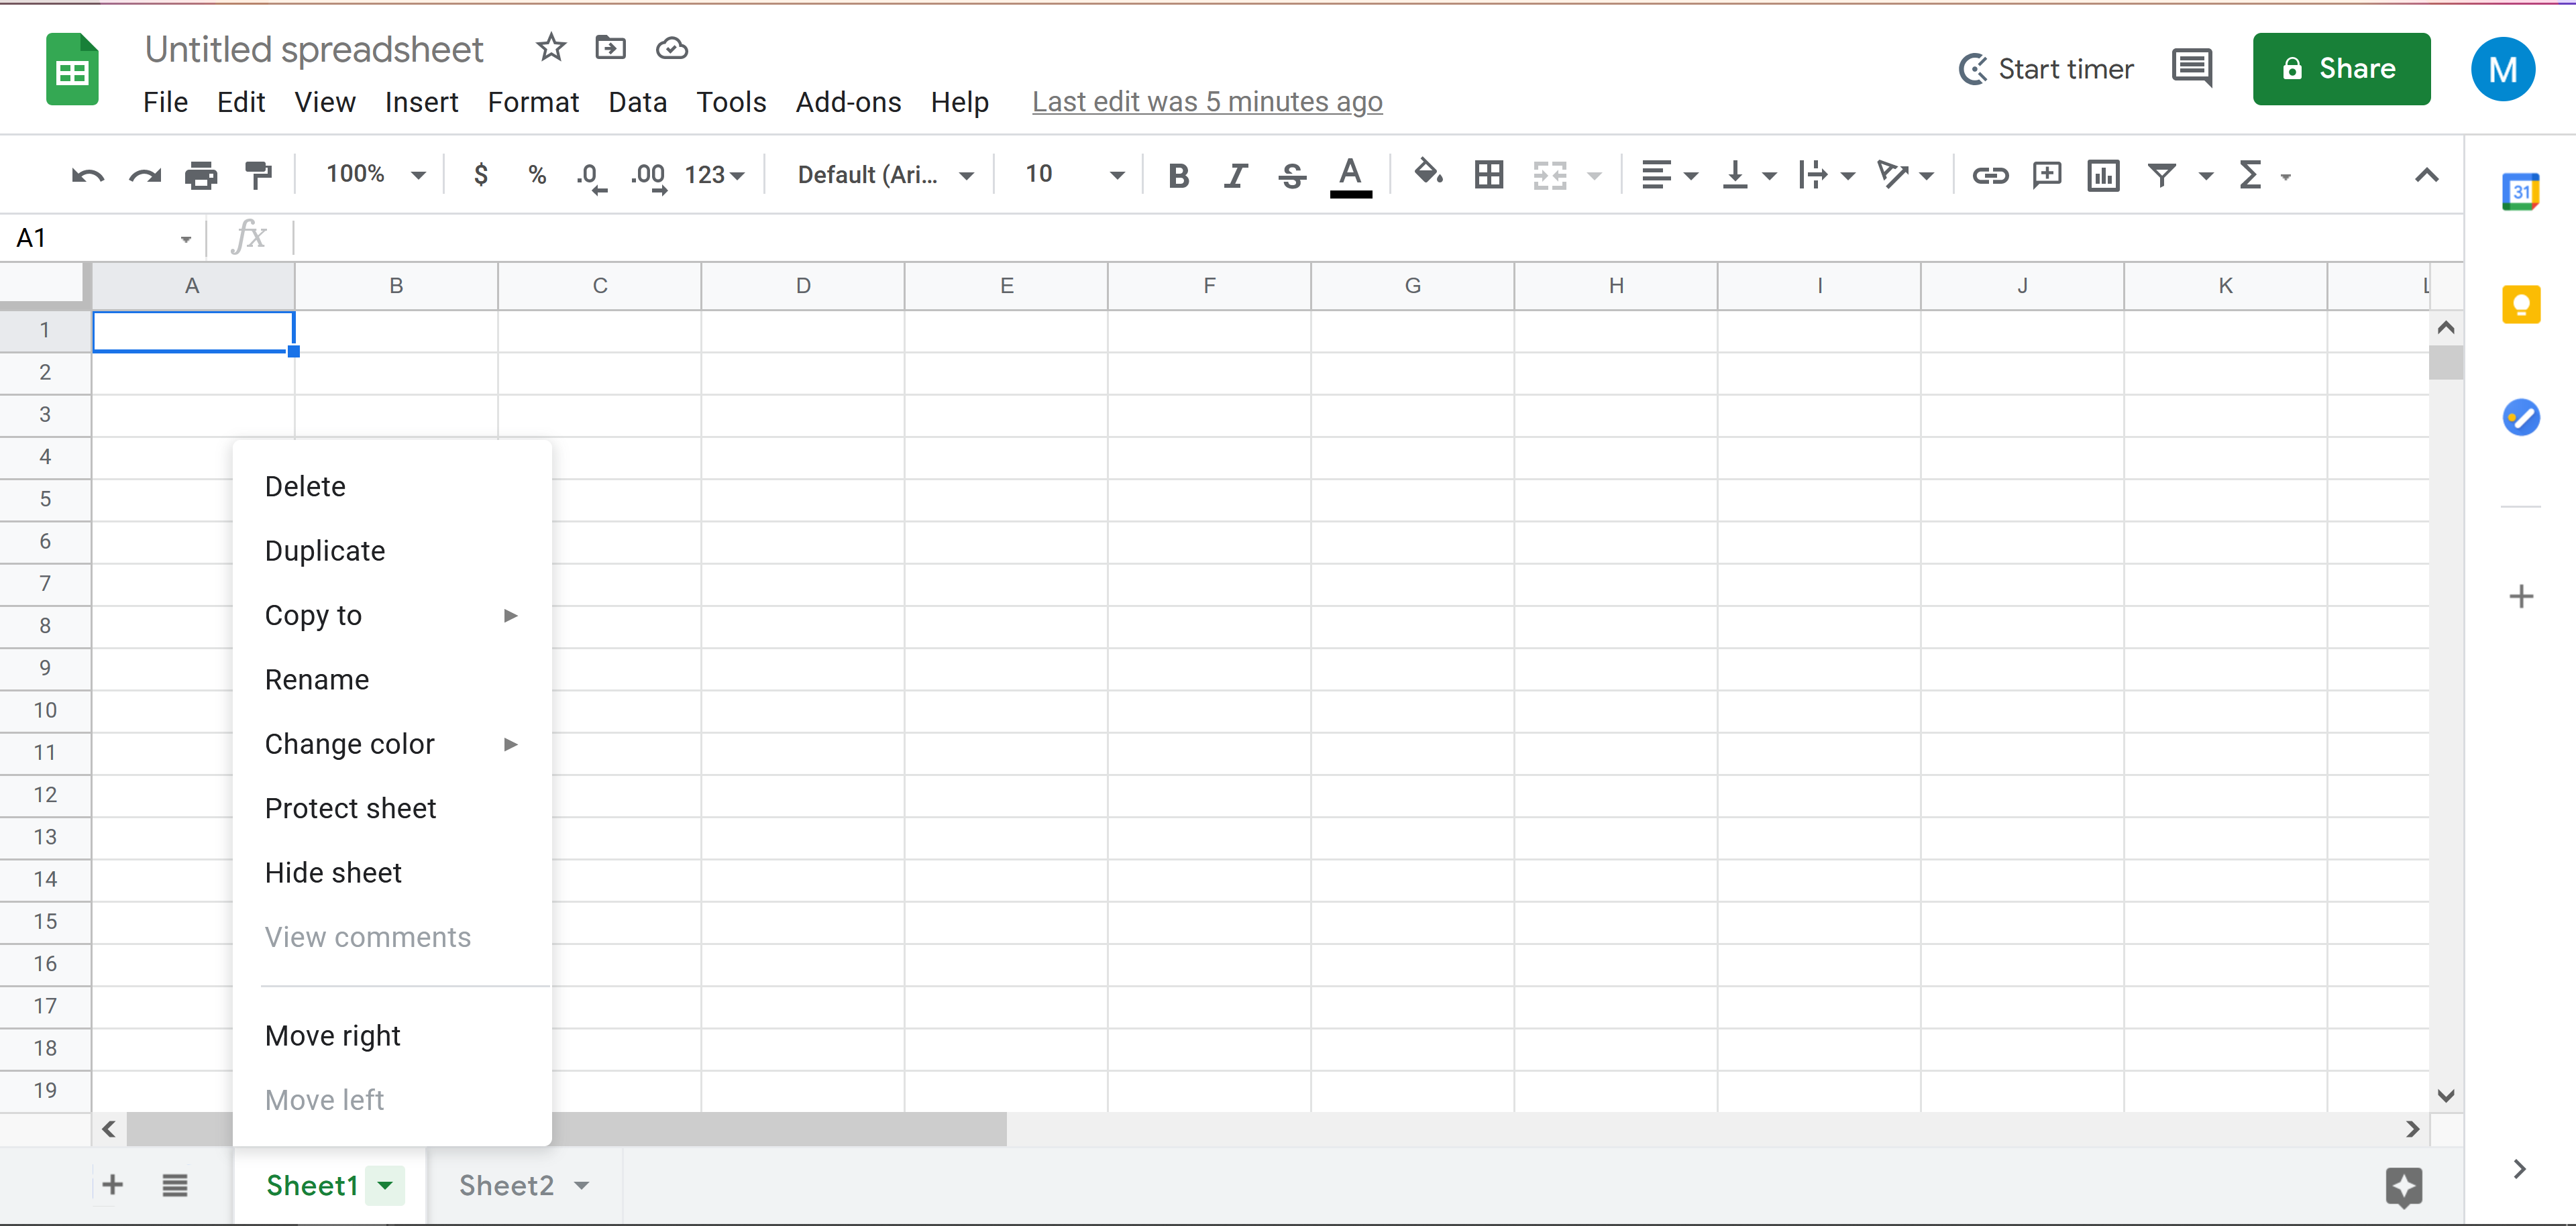 Untitled spreadsheet
File Edit View Insert Format Data Tools Add-ons Help Last edit was 5 minutes ago
Start timer
Share
M
100% $ % .0 .00 123 Default (Ari... 10 B I S A
31
A1 fx
A B C D E F G H I J K L
1
2
3
4
5
6
7
8
9
10
11
12
13
14
15
16
17
18
19
Delete
Duplicate
Copy to
Rename
Change color
Protect sheet
Hide sheet
View comments
Move right
Move left
Sheet1 Sheet2